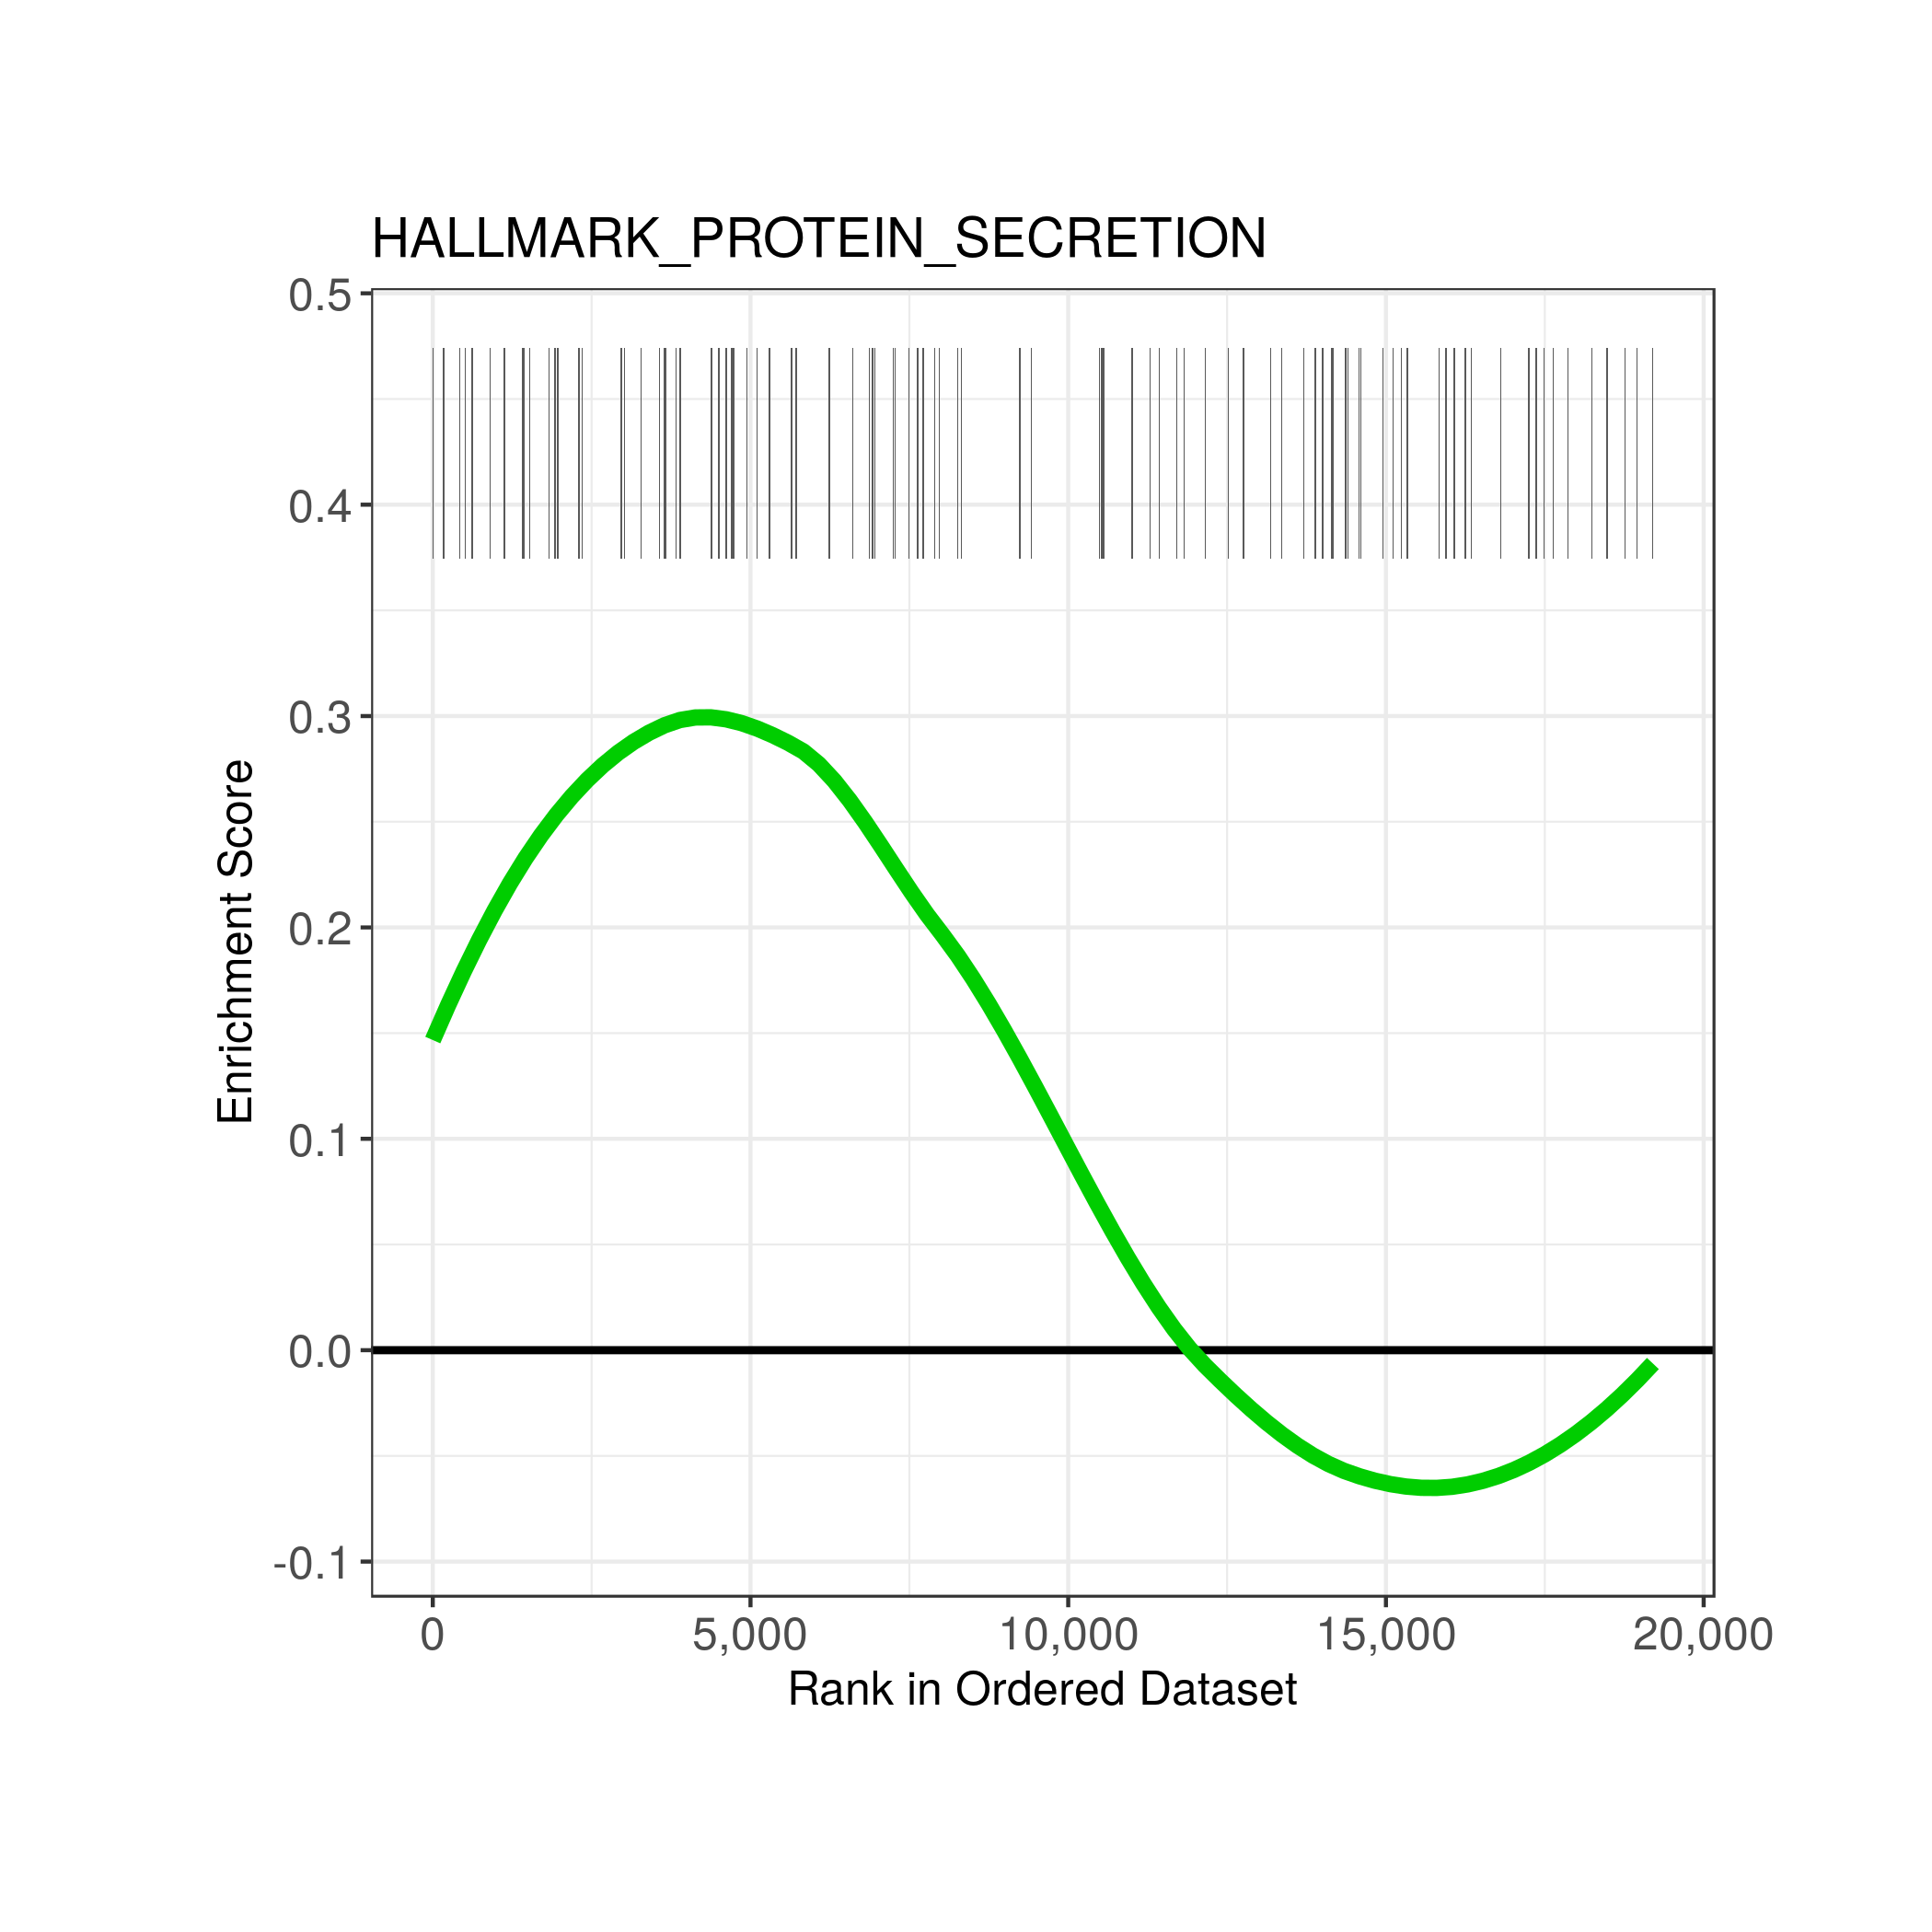 HALLMARK_PROTEIN_SECRETION
0.5
0.4
0.3
0.2
0.1
0.0
-0.1
Enrichment Score
0 5,000 10,000 15,000 20,000
Rank in Ordered Dataset